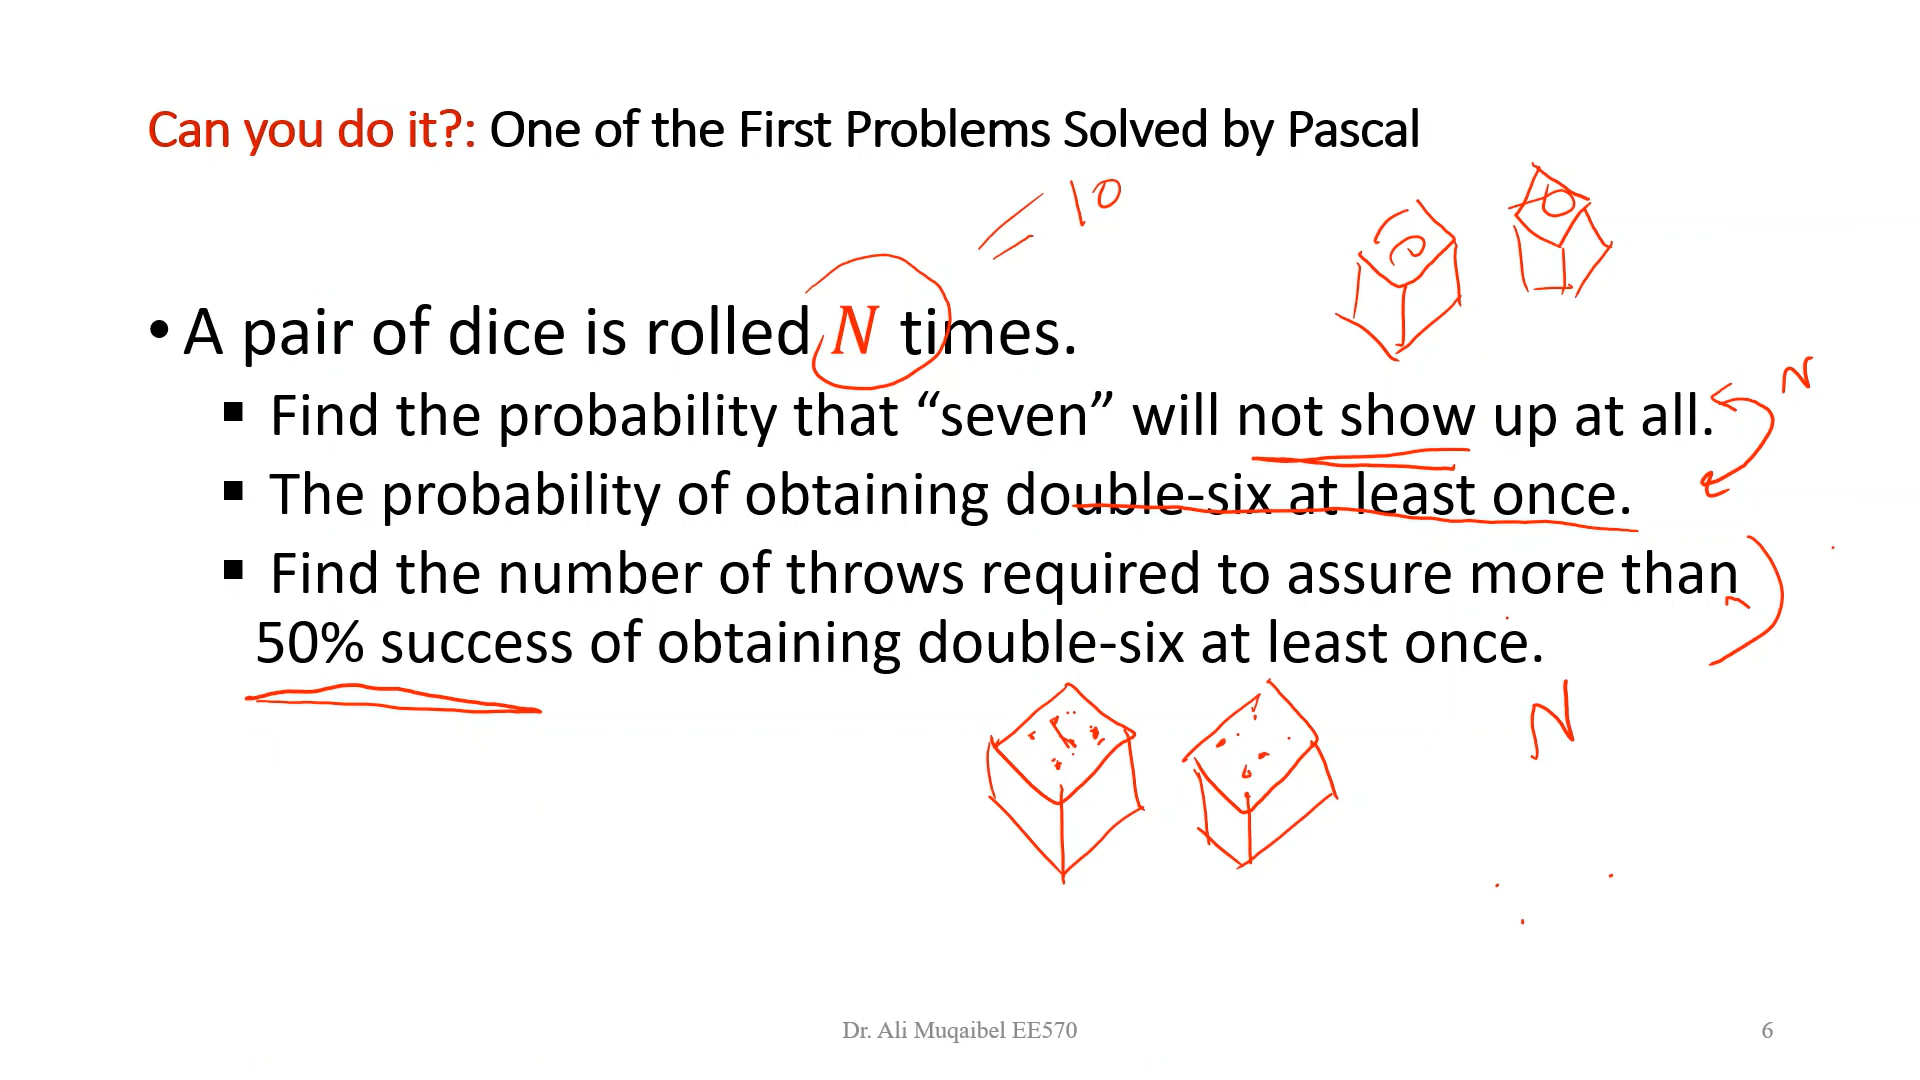 Can you do it?: One of the First Problems Solved by Pascal
= 10
• A pair of dice is rolled N times.
N
▪ Find the probability that “seven” will not show up at all.
▪ The probability of obtaining double-six at least once.
▪ Find the number of throws required to assure more than
50% success of obtaining double-six at least once.
N
Dr. Ali Muqaibel EE570
6